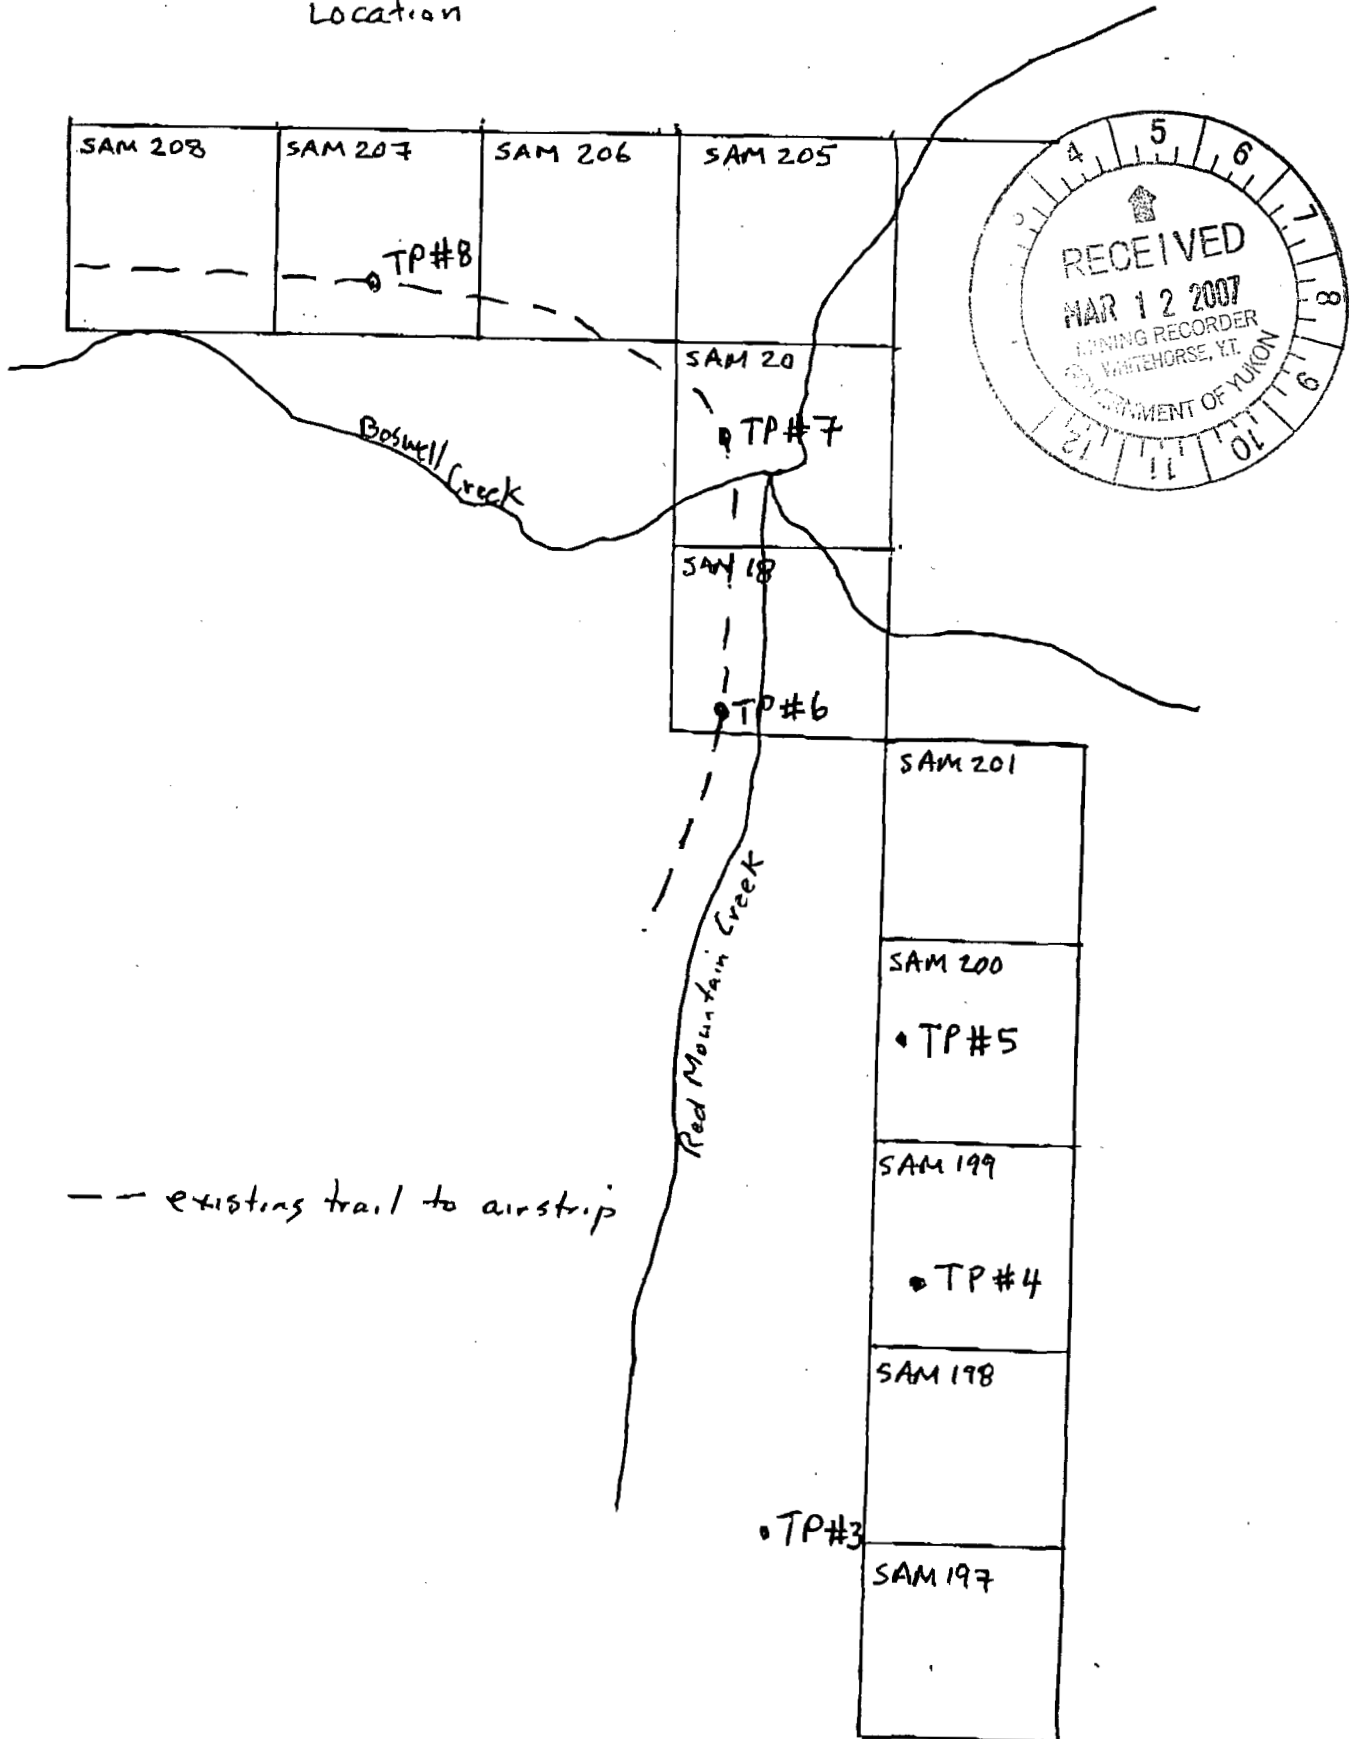 Location
SAM 208
SAM 207
SAM 206
SAM 205
4 5 6 7 8 9 10 11 12
RECEIVED
MAR 12 2007
MINING RECORDER
WHITEHORSE, Y.T.
GOVERNMENT OF YUKON
TP#8
SAM 20
TP#7
Boswell
Creek
SAM 18
TP#6
SAM 201
Red Mountain Creek
SAM 200
TP#5
SAM 199
-- existing trail to airstrip
TP#4
SAM 198
TP#3
SAM 197